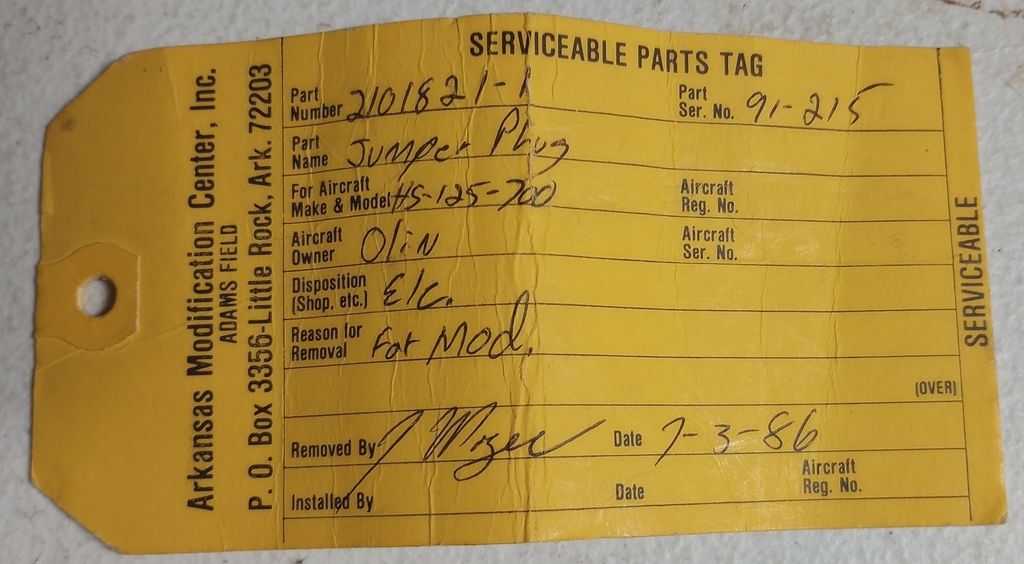 Arkansas Modification Center, Inc.
ADAMS FIELD
P. O. Box 3356-Little Rock, Ark. 72203
SERVICEABLE PARTS TAG
Part Number 2101821-1 Part Ser. No. 91-215
Part Name Jumper Plug
For Aircraft Make & Model HS-125-700 Aircraft Reg. No.
Aircraft Owner Olin Aircraft Ser. No.
Disposition (Shop, etc.) Elc.
Reason for Removal For Mod.
(OVER)
Removed By Date 7-3-86
Installed By Date Aircraft Reg. No.
SERVICEABLE